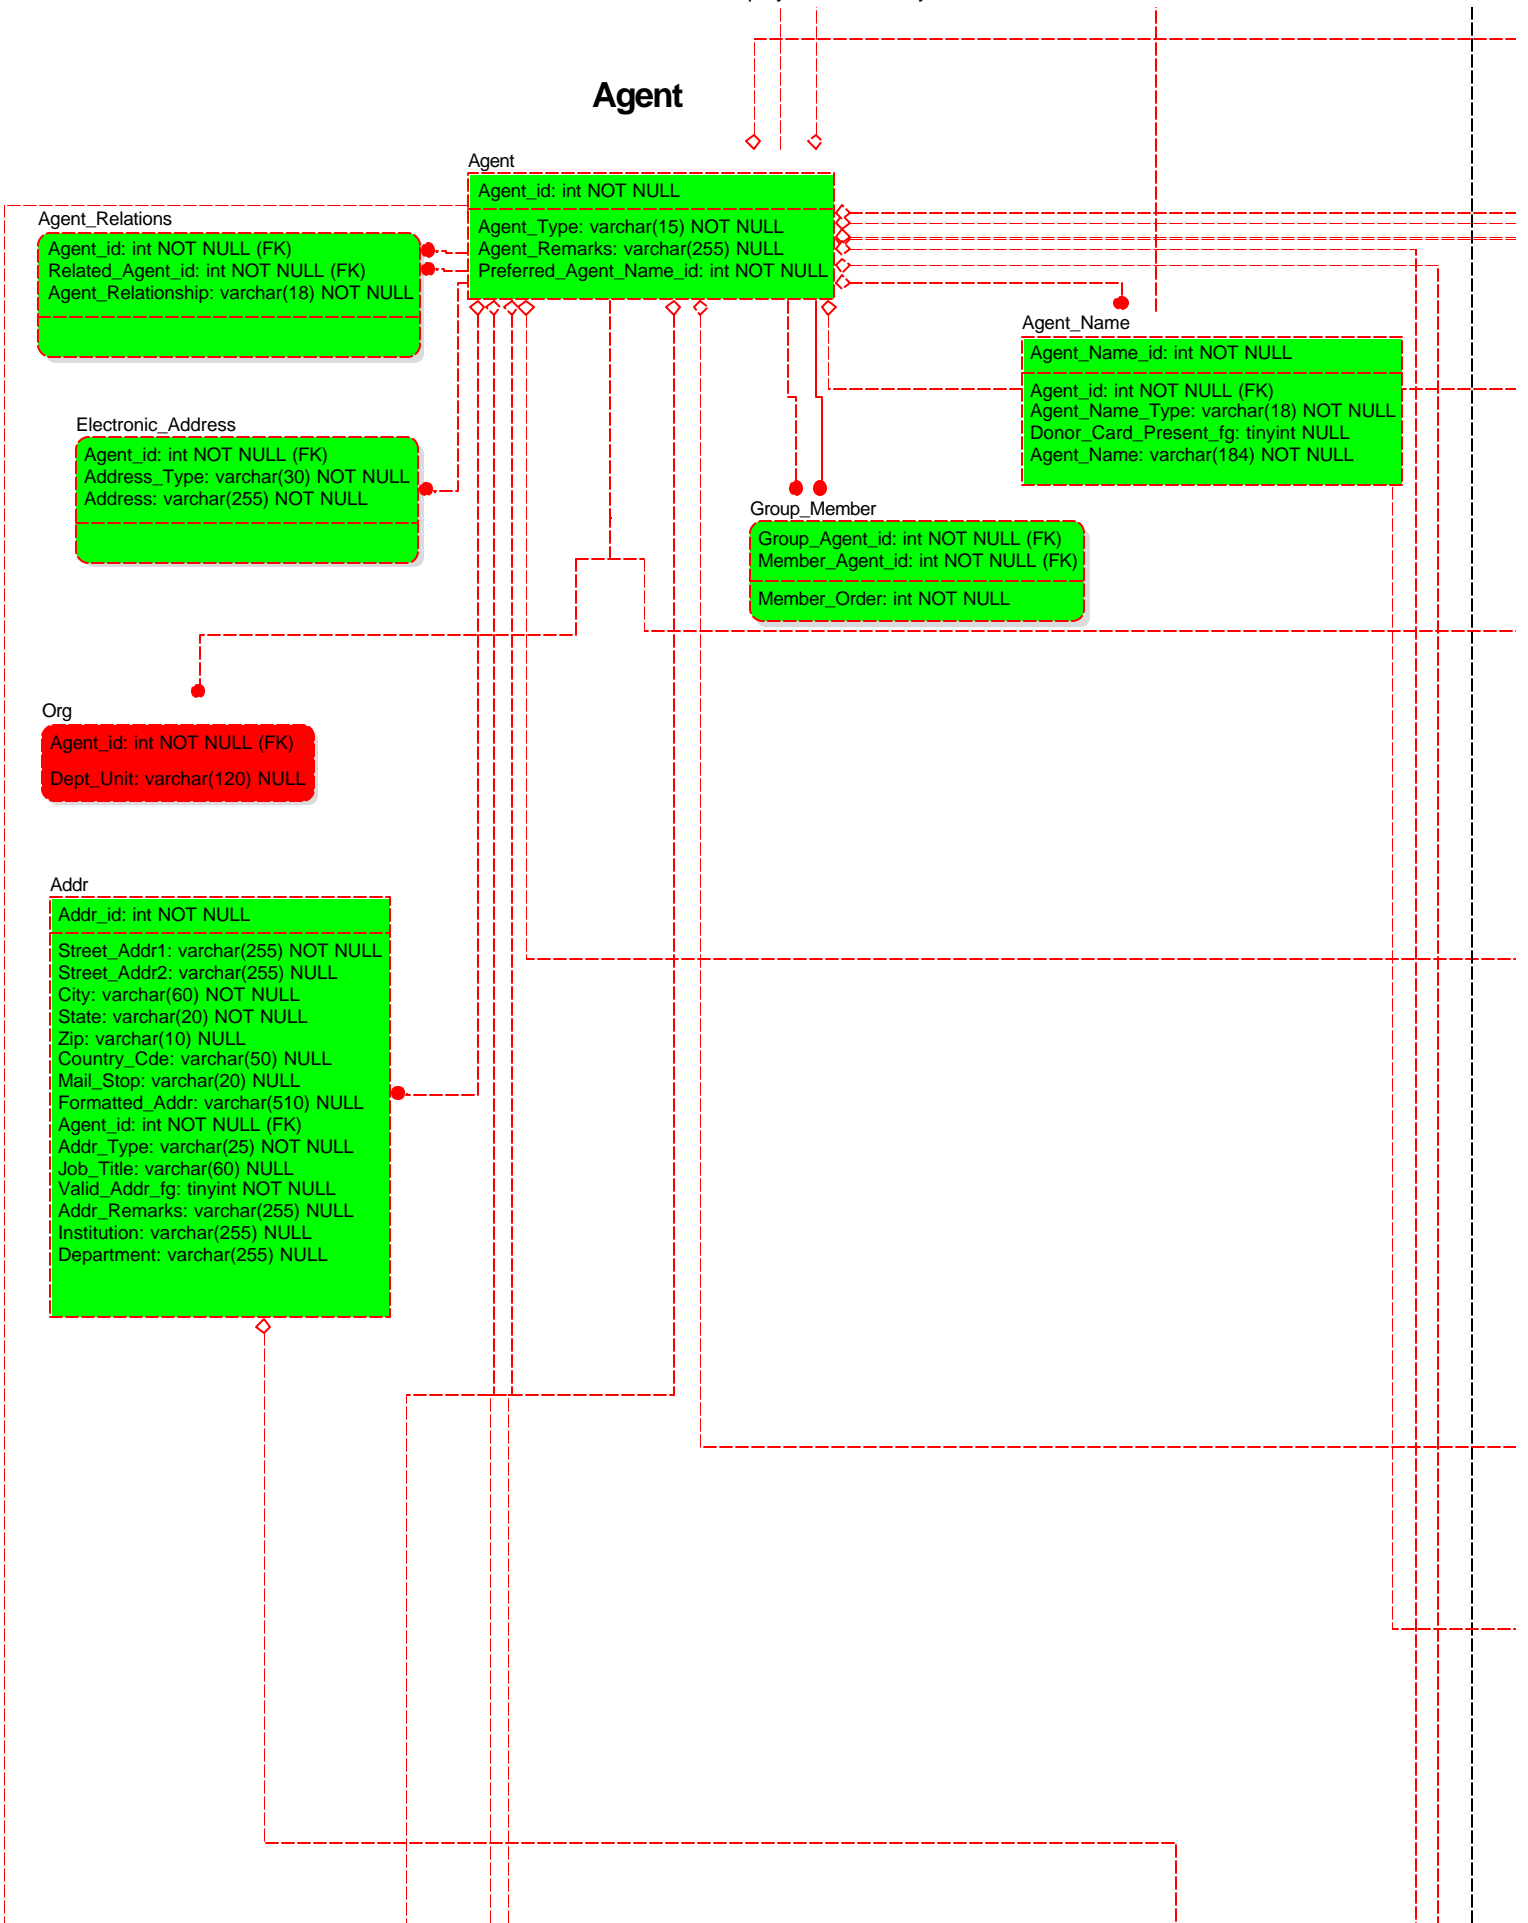 Agent
Agent
Agent_id: int NOT NULL
Agent_Type: varchar(15) NOT NULL
Agent_Remarks: varchar(255) NULL
Preferred_Agent_Name_id: int NOT NULL
Agent_Relations
Agent_id: int NOT NULL (FK)
Related_Agent_id: int NOT NULL (FK)
Agent_Relationship: varchar(18) NOT NULL
Agent_Name
Agent_Name_id: int NOT NULL
Agent_id: int NOT NULL (FK)
Agent_Name_Type: varchar(18) NOT NULL
Donor_Card_Present_fg: tinyint NULL
Agent_Name: varchar(184) NOT NULL
Electronic_Address
Agent_id: int NOT NULL (FK)
Address_Type: varchar(30) NOT NULL
Address: varchar(255) NOT NULL
Group_Member
Group_Agent_id: int NOT NULL (FK)
Member_Agent_id: int NOT NULL (FK)
Member_Order: int NOT NULL
Org
Agent_id: int NOT NULL (FK)
Dept_Unit: varchar(120) NULL
Addr
Addr_id: int NOT NULL
Street_Addr1: varchar(255) NOT NULL
Street_Addr2: varchar(255) NULL
City: varchar(60) NOT NULL
State: varchar(20) NOT NULL
Zip: varchar(10) NULL
Country_Cde: varchar(50) NULL
Mail_Stop: varchar(20) NULL
Formatted_Addr: varchar(510) NULL
Agent_id: int NOT NULL (FK)
Addr_Type: varchar(25) NOT NULL
Job_Title: varchar(60) NULL
Valid_Addr_fg: tinyint NOT NULL
Addr_Remarks: varchar(255) NULL
Institution: varchar(255) NULL
Department: varchar(255) NULL